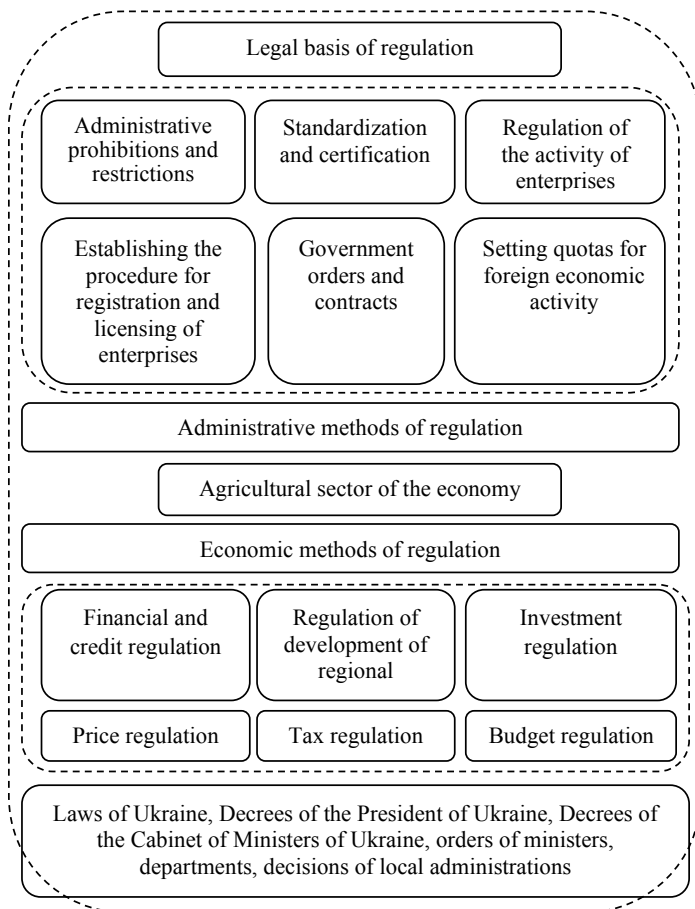 Legal basis of regulation
Administrative
prohibitions and
restrictions
Standardization
and certification
Regulation of
the activity of
enterprises
Establishing the
procedure for
registration and
licensing of
enterprises
Government
orders and
contracts
Setting quotas for
foreign economic
activity
Administrative methods of regulation
Agricultural sector of the economy
Economic methods of regulation
Financial and
credit regulation
Regulation of
development of
regional
Investment
regulation
Price regulation
Tax regulation
Budget regulation
Laws of Ukraine, Decrees of the President of Ukraine, Decrees of
the Cabinet of Ministers of Ukraine, orders of ministers,
departments, decisions of local administrations